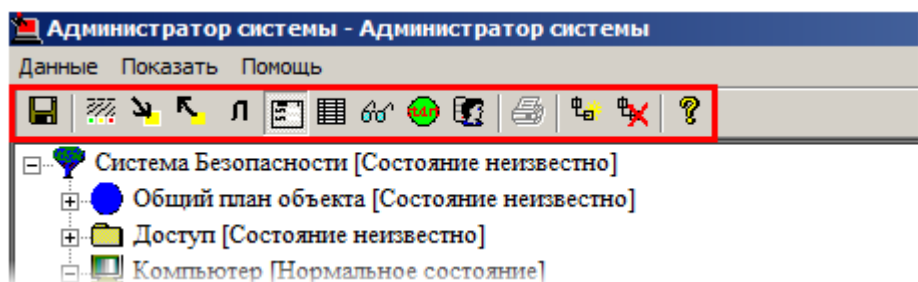 Администратор системы - Администратор системы
Данные Показать Помощь
Л tdr ?
Система Безопасности [Состояние неизвестно]
Общий план объекта [Состояние неизвестно]
Доступ [Состояние неизвестно]
Компьютер [Нормальное состояние]